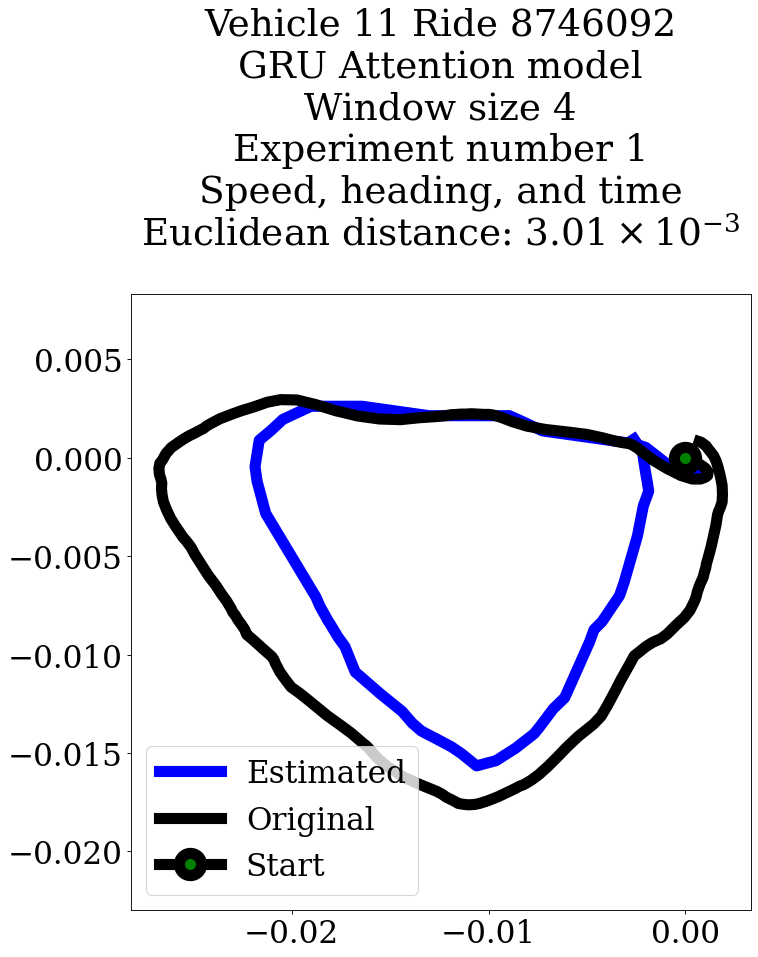 Vehicle 11 Ride 8746092
GRU Attention model
Window size 4
Experiment number 1
Speed, heading, and time
Euclidean distance: 3.01 × 10⁻³
0.005
0.000
−0.005
−0.010
−0.015
−0.020
Estimated
Original
Start
−0.02 −0.01 0.00